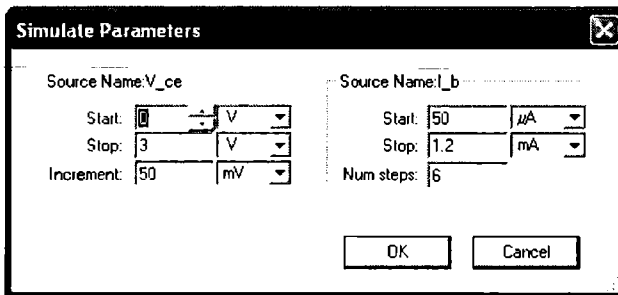 Simulate Parameters
Source Name:V_ce
Start: 0 V
Stop: 3 V
Increment: 50 mV
Source Name:I_b
Start: 50 µA
Stop: 1.2 mA
Num steps: 6
OK Cancel